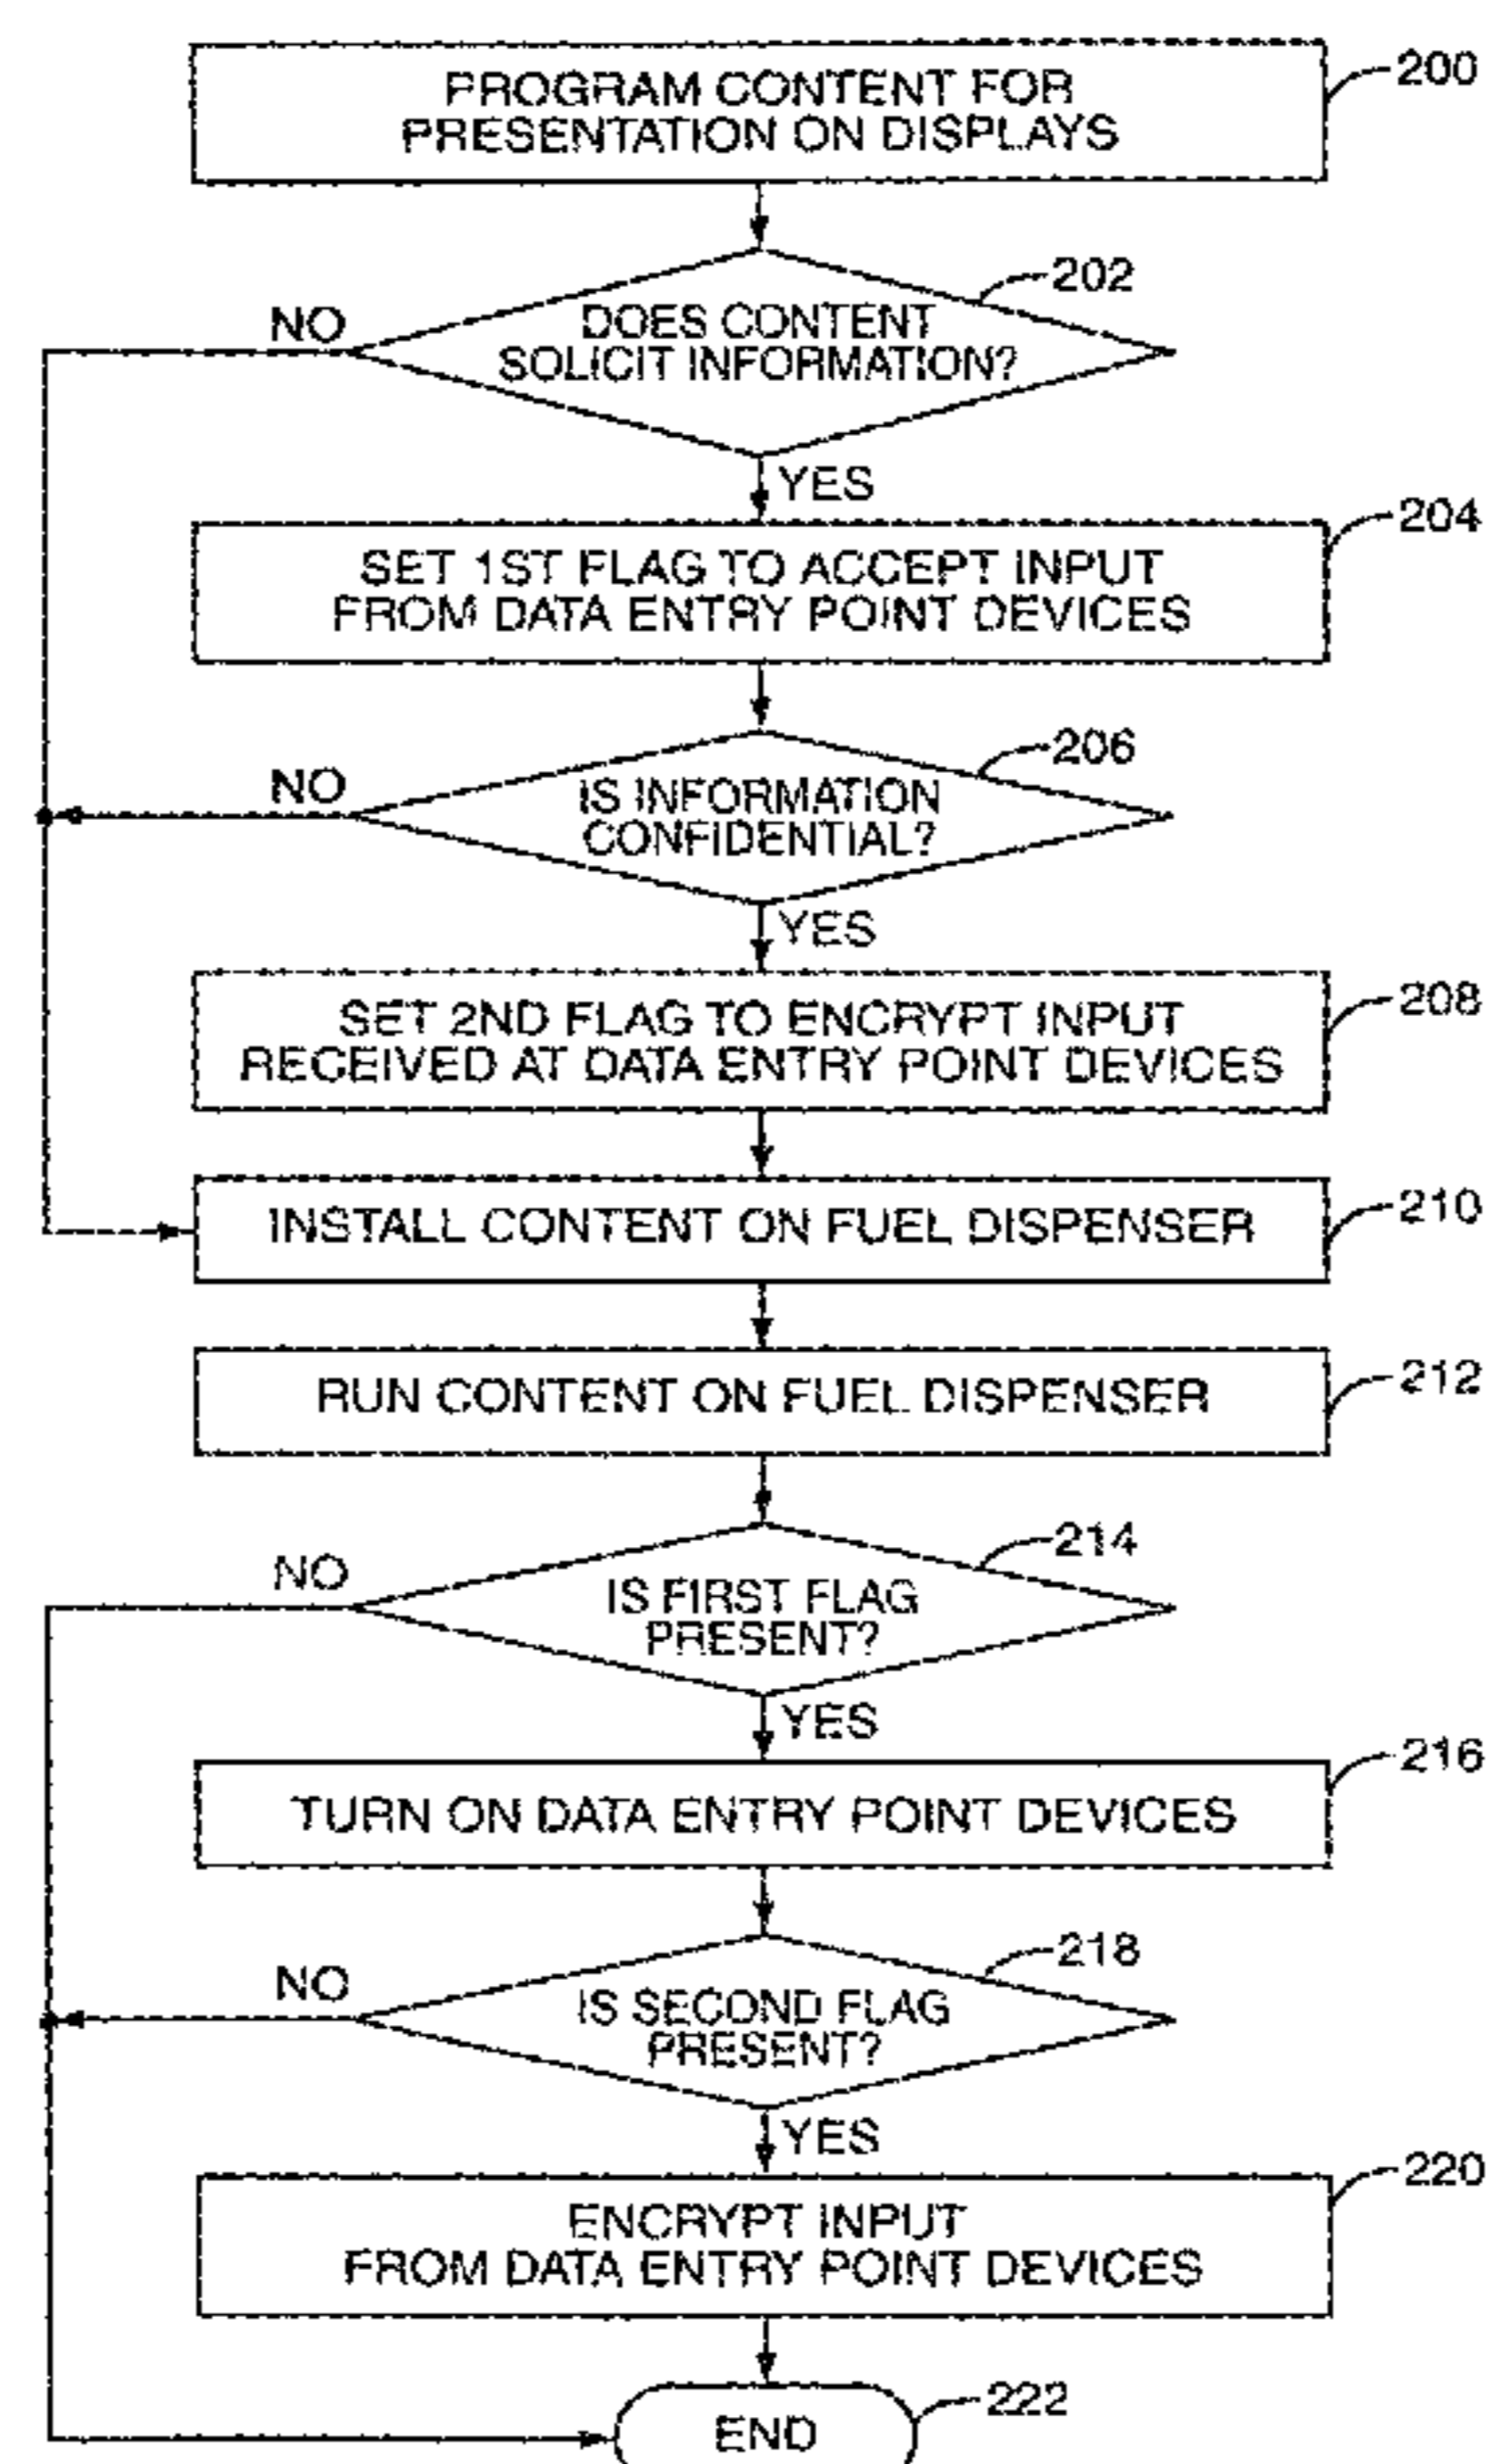 PROGRAM CONTENT FOR
PRESENTATION ON DISPLAYS
200
DOES CONTENT
SOLICIT INFORMATION?
202
NO
YES
SET 1ST FLAG TO ACCEPT INPUT
FROM DATA ENTRY POINT DEVICES
204
IS INFORMATION
CONFIDENTIAL?
206
NO
YES
SET 2ND FLAG TO ENCRYPT INPUT
RECEIVED AT DATA ENTRY POINT DEVICES
208
INSTALL CONTENT ON FUEL DISPENSER
210
RUN CONTENT ON FUEL DISPENSER
212
IS FIRST FLAG
PRESENT?
214
NO
YES
TURN ON DATA ENTRY POINT DEVICES
216
IS SECOND FLAG
PRESENT?
218
NO
YES
ENCRYPT INPUT
FROM DATA ENTRY POINT DEVICES
220
END
222